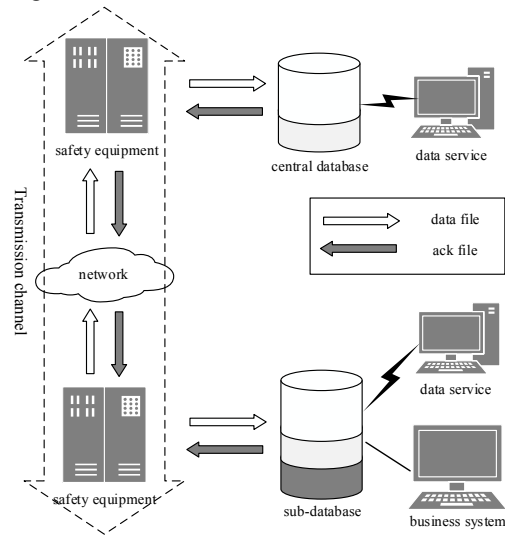 safety equipment
central database
data service
Transmission channel
data file
ack file
network
data service
safety equipment
sub-database
business system